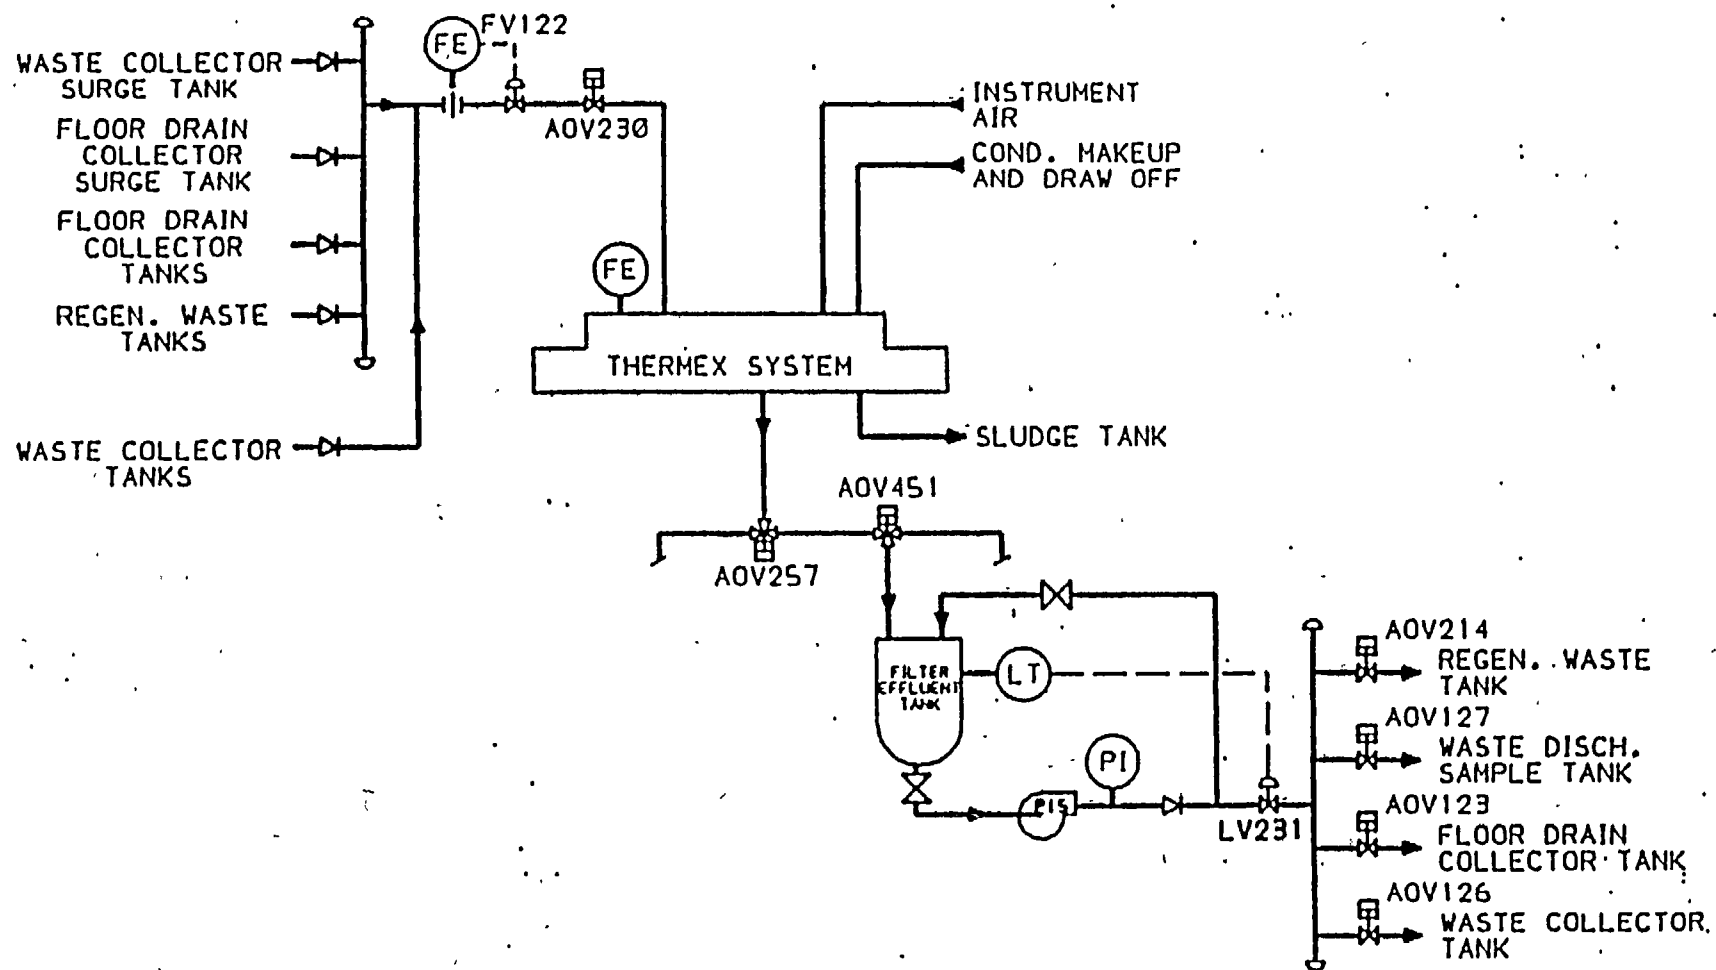 FE
FV122
WASTE COLLECTOR
SURGE TANK
AOV230
FLOOR DRAIN
COLLECTOR
SURGE TANK
INSTRUMENT
AIR
COND. MAKEUP
AND DRAW OFF
FLOOR DRAIN
COLLECTOR
TANKS
FE
REGEN. WASTE
TANKS
THERMEX SYSTEM
WASTE COLLECTOR
TANKS
SLUDGE TANK
AOV451
AOV257
FILTER
EFFLUENT
TANK
LT
PI
P15
LV231
AOV214
REGEN. WASTE
TANK
AOV127
WASTE DISCH.
SAMPLE TANK
AOV123
FLOOR DRAIN
COLLECTOR TANK
AOV126
WASTE COLLECTOR
TANK